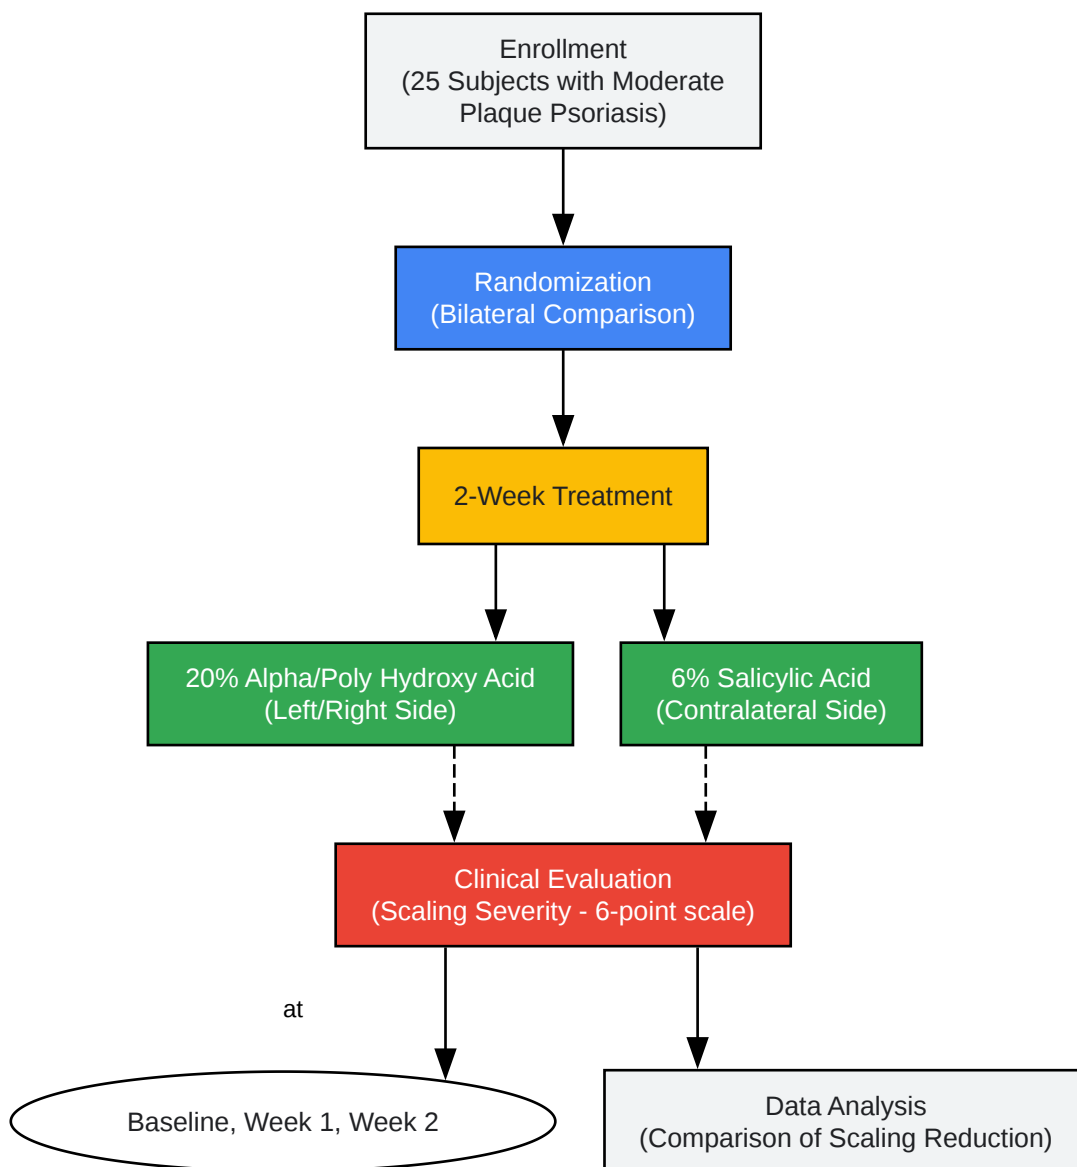 Enrollment
(25 Subjects with Moderate
Plaque Psoriasis)
Randomization
(Bilateral Comparison)
2-Week Treatment
20% Alpha/Poly Hydroxy Acid
(Left/Right Side)
6% Salicylic Acid
(Contralateral Side)
Clinical Evaluation
(Scaling Severity - 6-point scale)
at
Baseline, Week 1, Week 2
Data Analysis
(Comparison of Scaling Reduction)